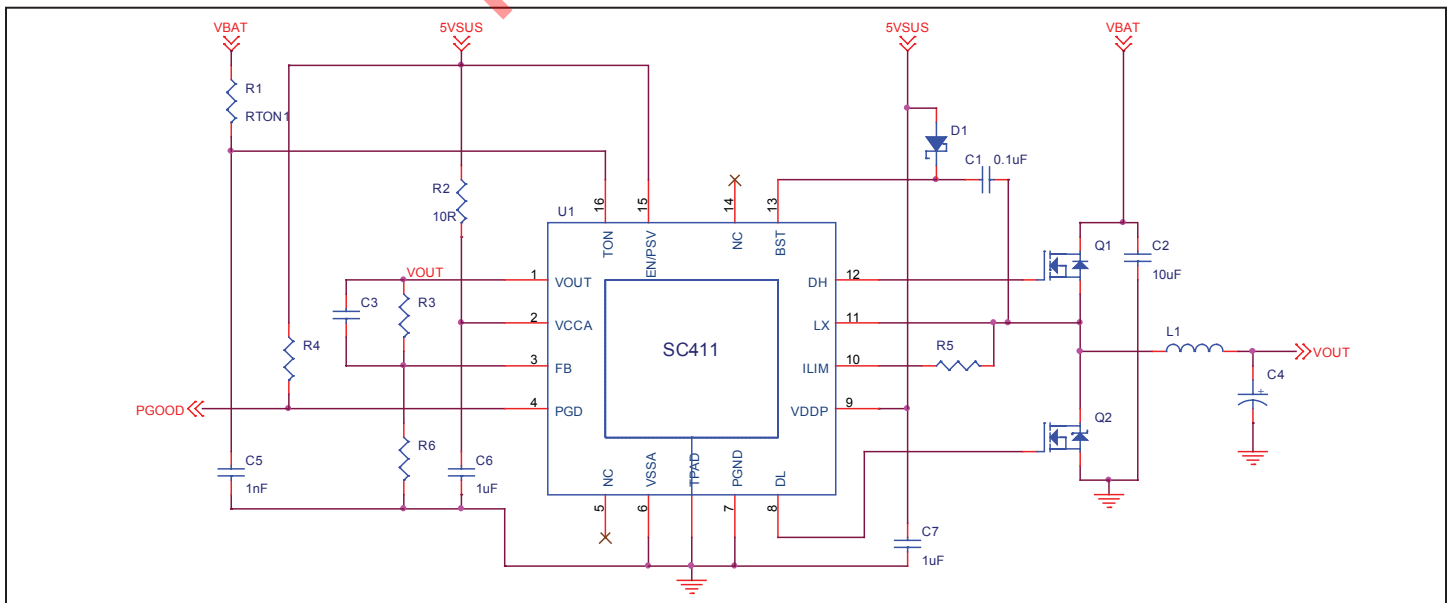 VBAT
5VSUS
5VSUS
VBAT
R1
RTON1
D1
C1 0.1uF
R2
10R
U1
16
15
14
13
TON
EN/PSV
NC
BST
Q1
C2
10uF
VOUT
1
VOUT
DH
12
C3
R3
2
VCCA
LX
11
L1
SC411
R4
R5
VOUT
3
FB
ILIM
10
C4
+
PGOOD
4
PGD
VDDP
9
Q2
R6
C5
1nF
C6
1uF
NC
VSSA
TPAD
PGND
DL
5
6
7
8
C7
1uF